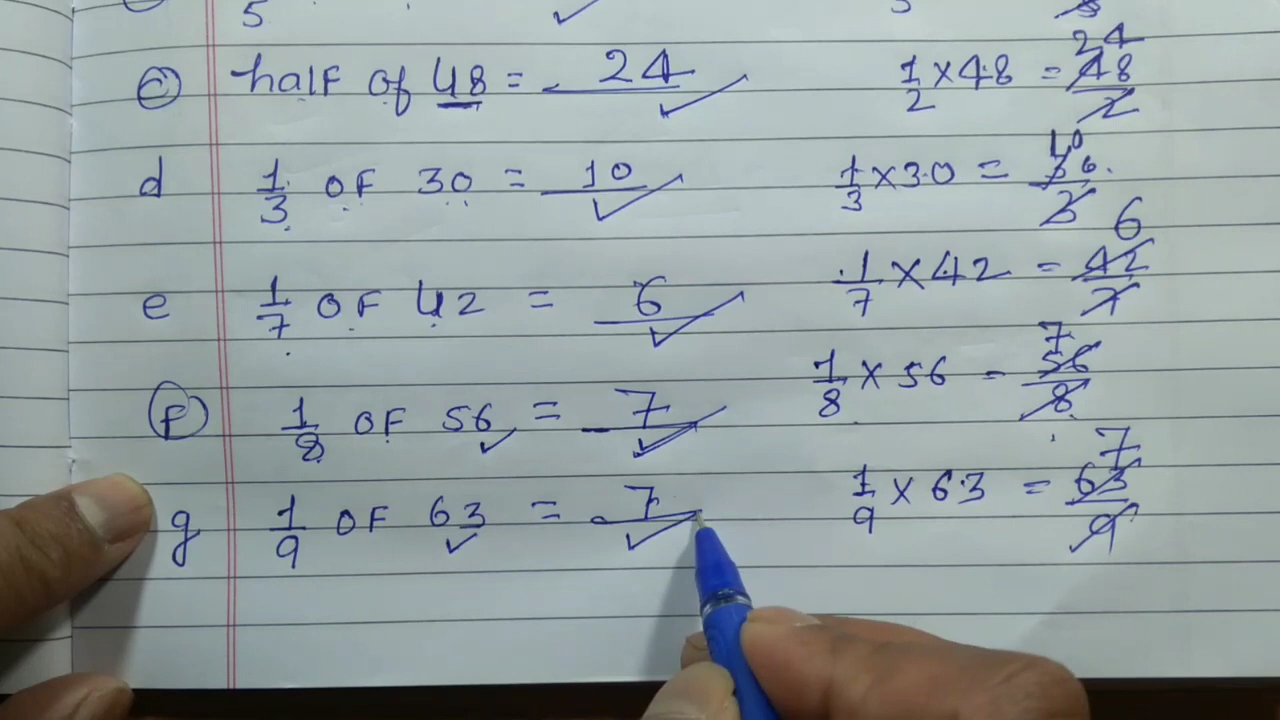 5 5
c half of 48 = 24 1/2 × 48 = 48/2 24
d 1/3 of 30 = 10 1/3 × 30 = 30/3 10
e 1/7 of 42 = 6 1/7 × 42 = 42/7 6
f 1/8 of 56 = 7 1/8 × 56 = 56/8 7
g 1/9 of 63 = 7 1/9 × 63 = 63/9 7